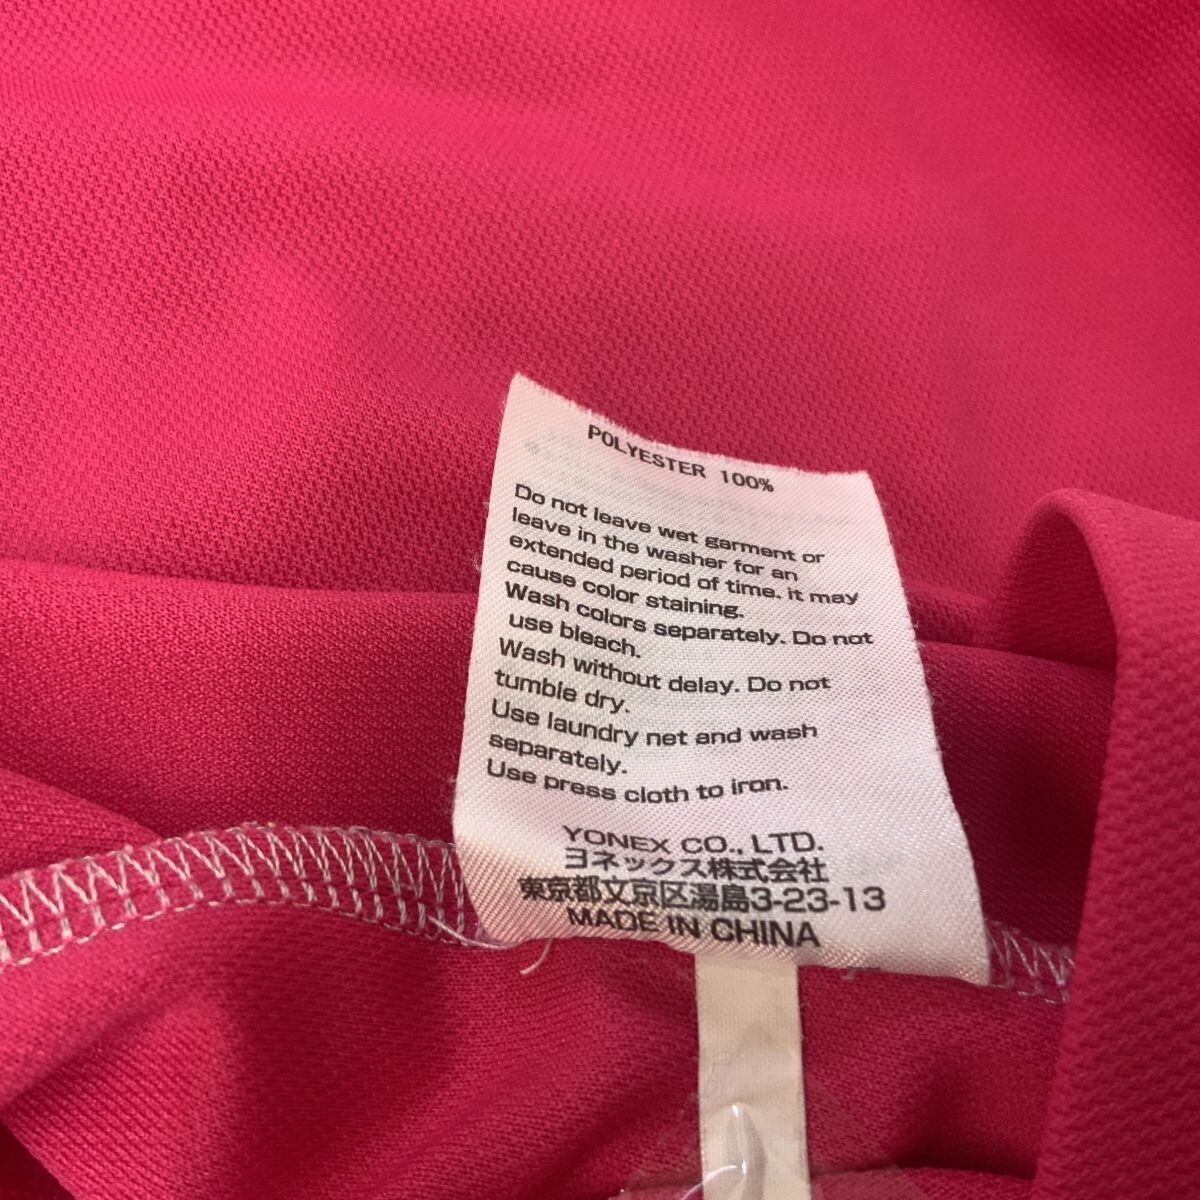 POLYESTER 100%
Do not leave wet garment or
leave in the washer for an
extended period of time. it may
cause color staining.
Wash colors separately. Do not
use bleach.
Wash without delay. Do not
tumble dry.
Use laundry net and wash
separately.
Use press cloth to iron.
YONEX CO., LTD.
ヨネックス株式会社
東京都文京区湯島3-23-13
MADE IN CHINA